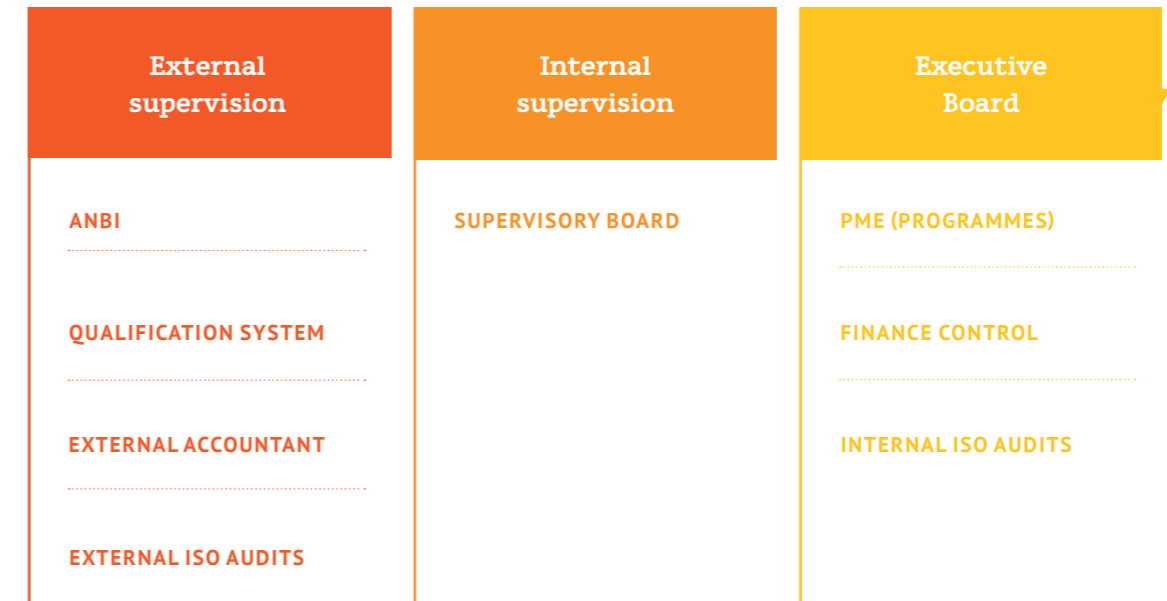 External
supervision
ANBI
QUALIFICATION SYSTEM
EXTERNAL ACCOUNTANT
EXTERNAL ISO AUDITS
Internal
supervision
SUPERVISORY BOARD
Executive
Board
PME (PROGRAMMES)
FINANCE CONTROL
INTERNAL ISO AUDITS